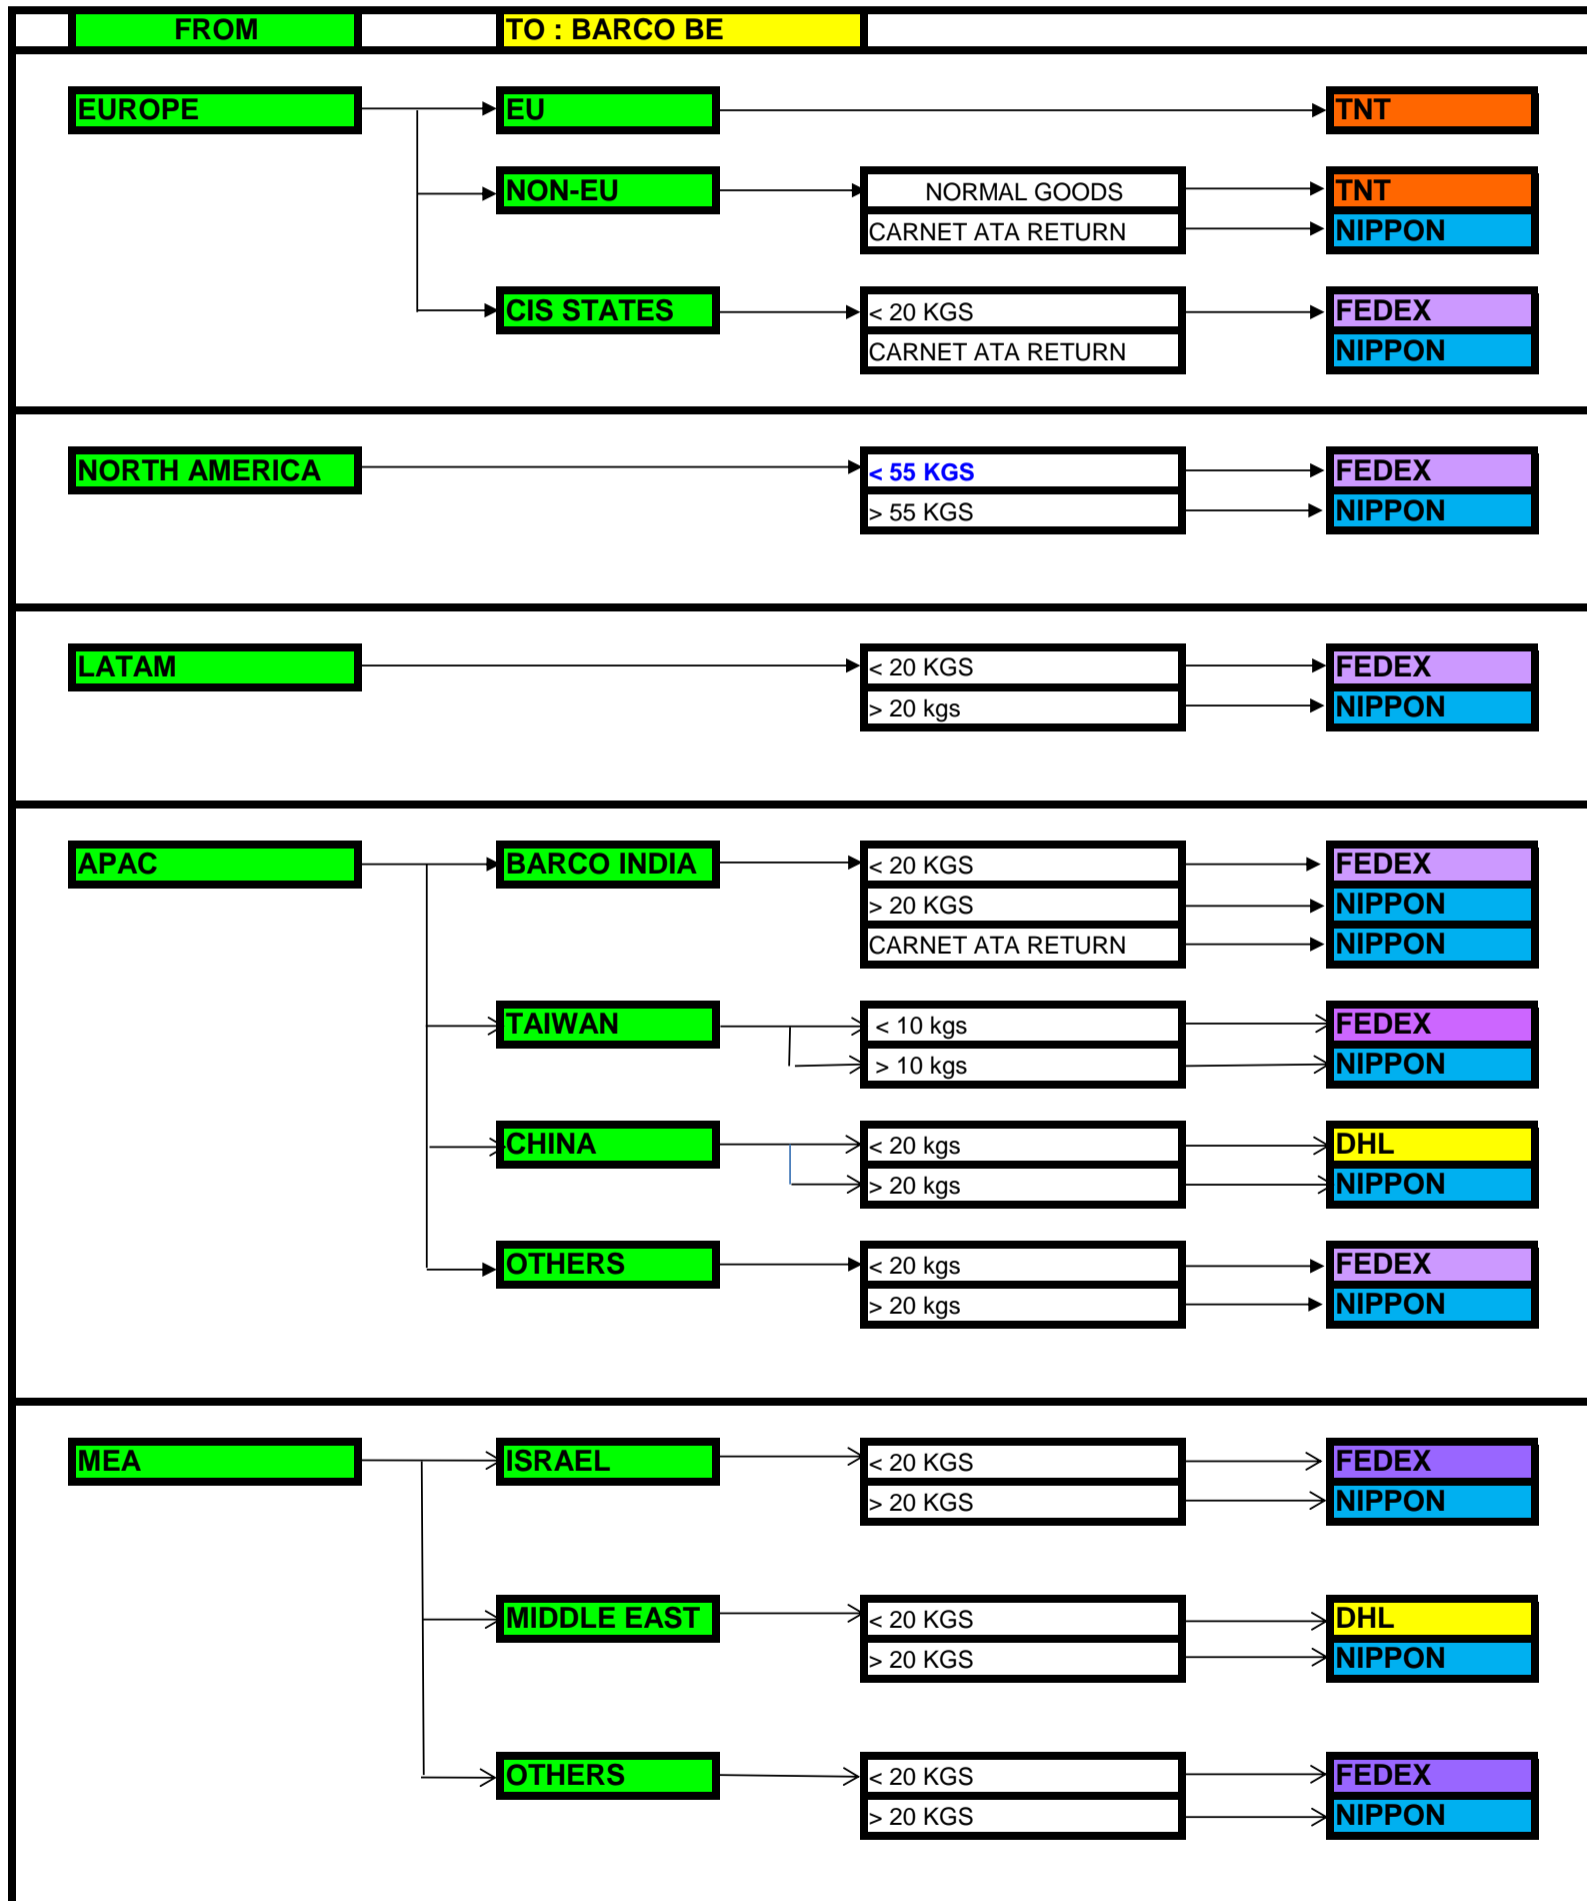 FROM TO : BARCO BE
EUROPE EU TNT
NON-EU NORMAL GOODS TNT
CARNET ATA RETURN NIPPON
CIS STATES < 20 KGS FEDEX
CARNET ATA RETURN NIPPON
NORTH AMERICA < 55 KGS FEDEX
> 55 KGS NIPPON
LATAM < 20 KGS FEDEX
> 20 kgs NIPPON
APAC BARCO INDIA < 20 KGS FEDEX
> 20 KGS NIPPON
CARNET ATA RETURN NIPPON
TAIWAN < 10 kgs FEDEX
> 10 kgs NIPPON
CHINA < 20 kgs DHL
> 20 kgs NIPPON
OTHERS < 20 kgs FEDEX
> 20 kgs NIPPON
MEA ISRAEL < 20 KGS FEDEX
> 20 KGS NIPPON
MIDDLE EAST < 20 KGS DHL
> 20 KGS NIPPON
OTHERS < 20 KGS FEDEX
> 20 KGS NIPPON